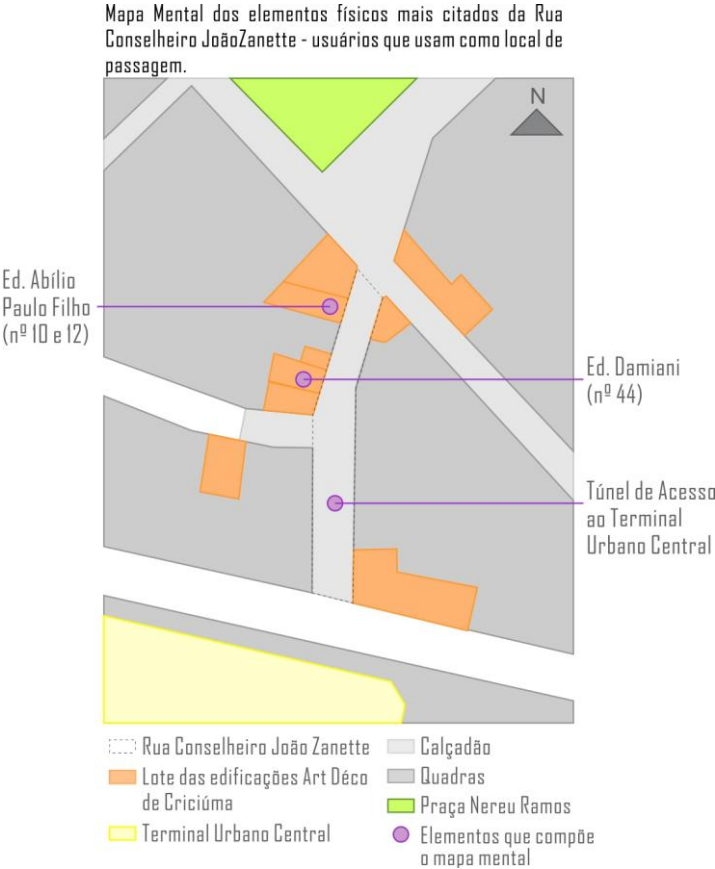 Mapa Mental dos elementos físicos mais citados da Rua
Conselheiro JoãoZanette - usuários que usam como local de
passagem.
N
Ed. Abílio
Paulo Filho
(nº 10 e 12)
Ed. Damiani
(nº 44)
Túnel de Acesso
ao Terminal
Urbano Central
Rua Conselheiro João Zanette
Lote das edificações Art Déco
de Criciúma
Terminal Urbano Central
Calçadão
Quadras
Praça Nereu Ramos
Elementos que compõe
o mapa mental